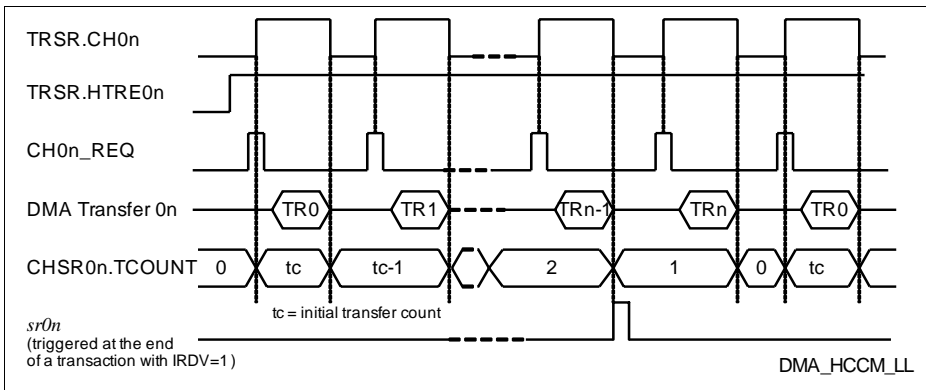 TRSR.CH0n
TRSR.HTRE0n
CH0n_REQ
DMA Transfer 0n
TR0
TR1
TRn-1
TRn
TR0
CHSR0n.TCOUNT
0
tc
tc-1
2
1
0
tc
tc = initial transfer count
sr0n
(triggered at the end
of a transaction with IRDV=1)
DMA_HCCM_LL